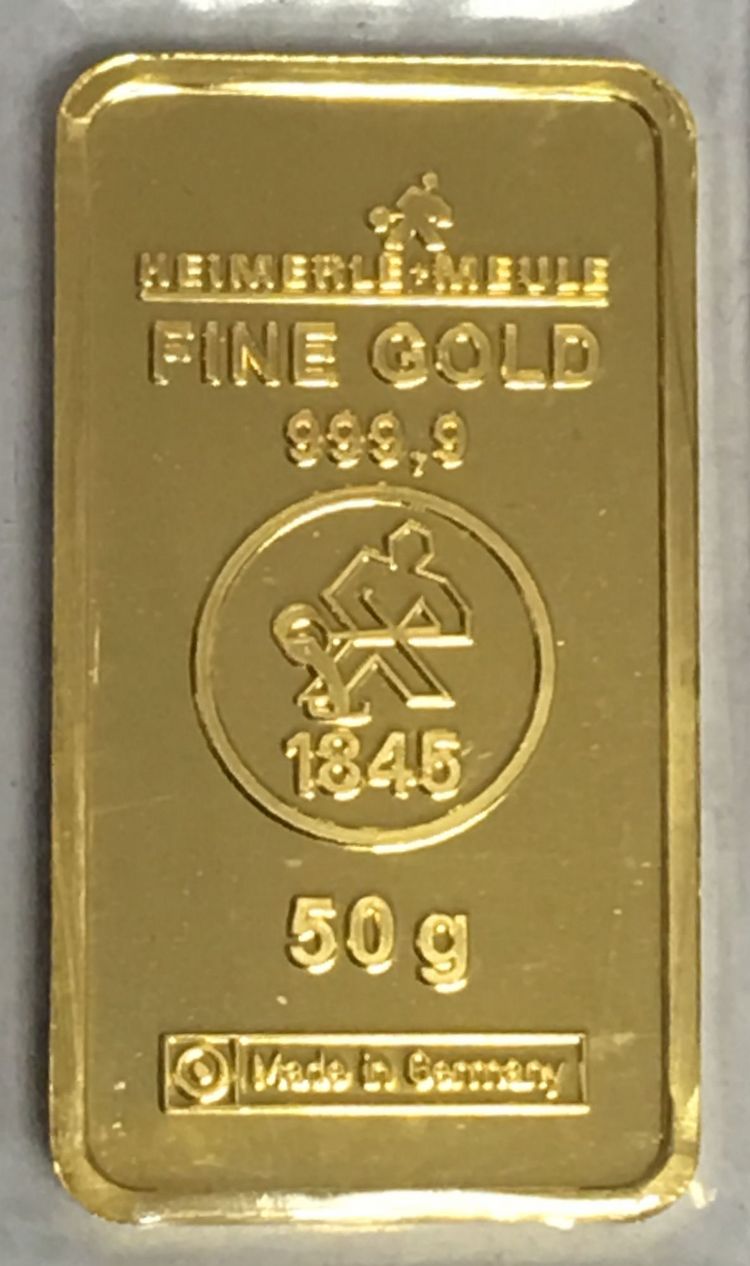 HEIMERLE+MEULE
FINE GOLD
999,9
1845
50 g
Made in Germany